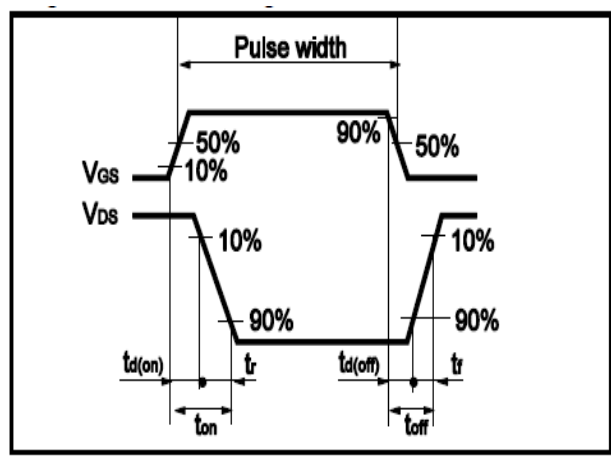 Pulse width
90%
50%
50%
10%
VGS
VDS
10%
10%
90%
90%
td(on)
tr
td(off)
tf
ton
toff